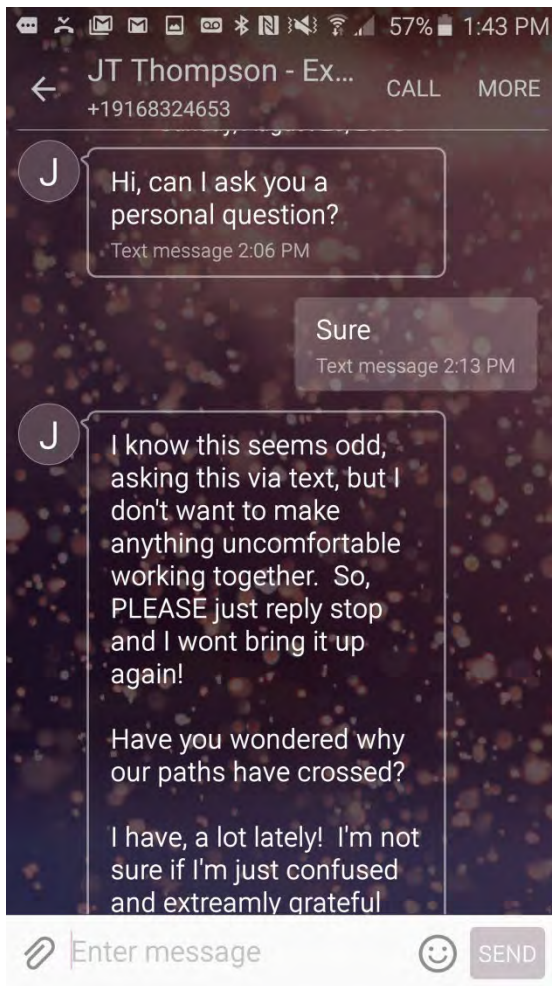 57% 1:43 PM
JT Thompson - Ex...
+19168324653
CALL MORE
J
Hi, can I ask you a
personal question?
Text message 2:06 PM
Sure
Text message 2:13 PM
J
I know this seems odd,
asking this via text, but I
don't want to make
anything uncomfortable
working together. So,
PLEASE just reply stop
and I wont bring it up
again!
Have you wondered why
our paths have crossed?
I have, a lot lately! I'm not
sure if I'm just confused
and extreamly grateful
Enter message
SEND